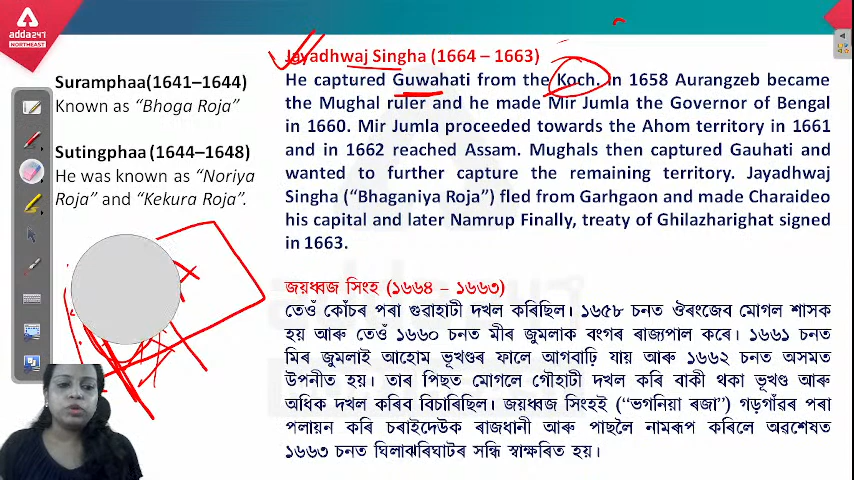 adda247
NORTHEAST
Suramphaa(1641–1644)
Known as “Bhoga Roja”
Sutingphaa (1644–1648)
He was known as “Noriya
Roja” and “Kekura Roja”.
Jayadhwaj Singha (1664 – 1663)
He captured Guwahati from the Koch. In 1658 Aurangzeb became
the Mughal ruler and he made Mir Jumla the Governor of Bengal
in 1660. Mir Jumla proceeded towards the Ahom territory in 1661
and in 1662 reached Assam. Mughals then captured Gauhati and
wanted to further capture the remaining territory. Jayadhwaj
Singha (“Bhaganiya Roja”) fled from Garhgaon and made Charaideo
his capital and later Namrup Finally, treaty of Ghilazharighat signed
in 1663.
জয়ধ্বজ সিংহ (১৬৬৪ – ১৬৬৩)
তেওঁ কোঁচৰ পৰা গুৱাহাটী দখল কৰিছিল। ১৬৫৮ চনত ঔৰংজেব মোগল শাসক
হয় আৰু তেওঁ ১৬৬০ চনত মীৰ জুমলাক বংগৰ ৰাজ্যপাল কৰে। ১৬৬১ চনত
মিৰ জুমলাই আহোম ভূখণ্ডৰ ফালে আগবাঢ়ি যায় আৰু ১৬৬২ চনত অসমত
উপনীত হয়। তাৰ পিছত মোগলে গৌহাটী দখল কৰি বাকী থকা ভূখণ্ড আৰু
অধিক দখল কৰিব বিচাৰিছিল। জয়ধ্বজ সিংহই (“ভগনিয়া ৰজা”) গড়গাঁৱৰ পৰা
পলায়ন কৰি চৰাইদেউক ৰাজধানী আৰু পাছলৈ নামৰূপ কৰিলে অৱশেষত
১৬৬৩ চনত ঘিলাঝৰিঘাটৰ সন্ধি স্বাক্ষৰিত হয়।